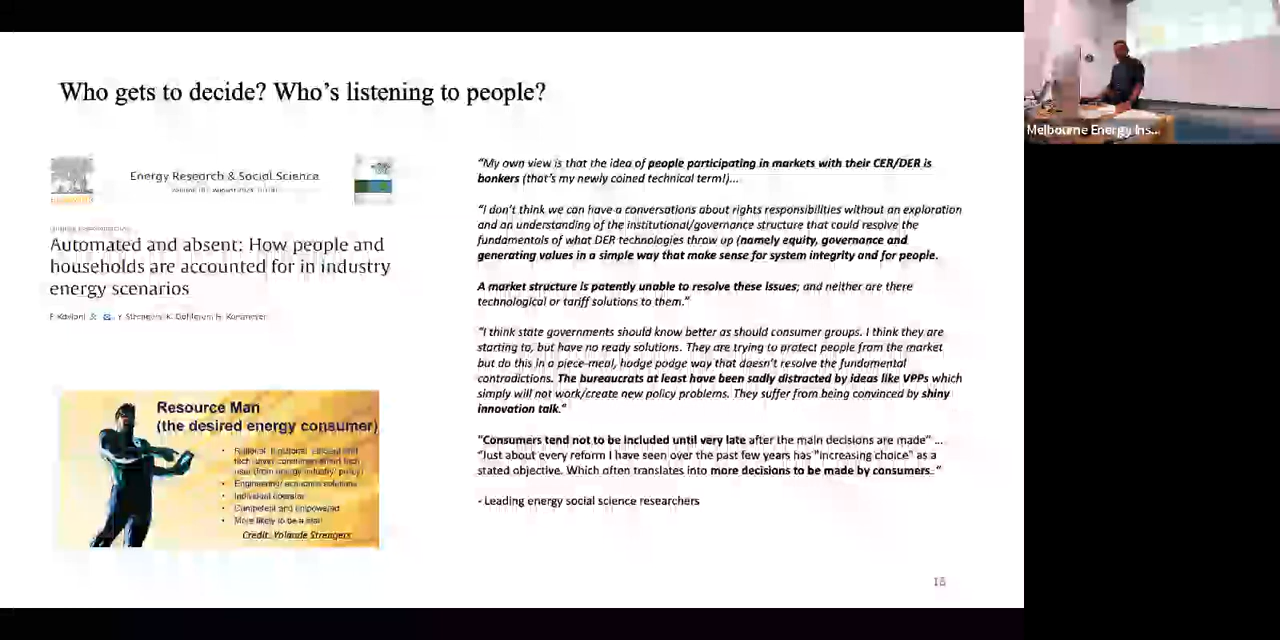 Who gets to decide? Who's listening to people?
Energy Research & Social Science
Automated and absent: How people and
households are accounted for in industry
energy scenarios
Resource Man
(the desired energy consumer)
Engineering/ economic solutions
Individual operator
Competent and empowered
More likely to be a man
Credit: Yolande Strengers
"My own view is that the idea of people participating in markets with their CER/DER is
bonkers (that's my newly coined technical term!)...
"I don't think we can have a conversations about rights responsibilities without an exploration
and an understanding of the institutional/governance structure that could resolve the
fundamentals of what DER technologies throw up (namely equity, governance and
generating values in a simple way that make sense for system integrity and for people.
A market structure is patently unable to resolve these issues; and neither are there
technological or tariff solutions to them."
"I think state governments should know better as should consumer groups. I think they are
starting to, but have no ready solutions. They are trying to protect people from the market
but do this in a piece-meal, hodge podge way that doesn't resolve the fundamental
contradictions. The bureaucrats at least have been sadly distracted by ideas like VPPs which
simply will not work/create new policy problems. They suffer from being convinced by shiny
innovation talk."
"Consumers tend not to be included until very late after the main decisions are made" ...
"Just about every reform I have seen over the past few years has "increasing choice" as a
stated objective. Which often translates into more decisions to be made by consumers."
- Leading energy social science researchers
18
Melbourne Energy Ins...